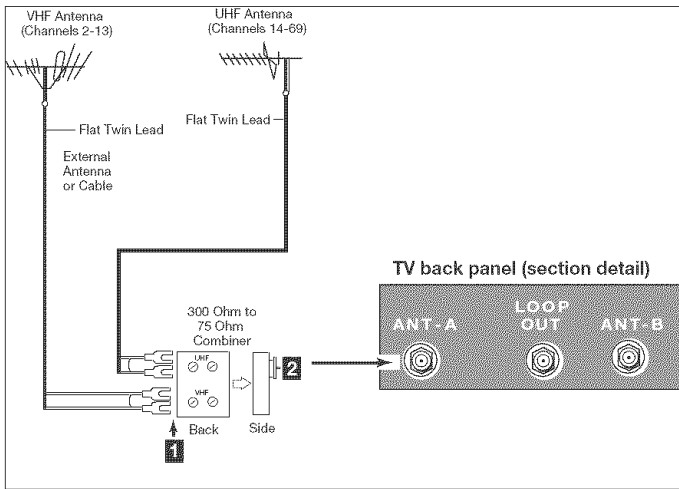 VHF Antenna
(Channels 2-13)
UHF Antenna
(Channels 14-69)
Flat Twin Lead
Flat Twin Lead
External
Antenna
or Cable
TV back panel (section detail)
300 Ohm to
75 Ohm
Combiner
LOOP
OUT
ANT-A
ANT-B
UHF
2
VHF
Back
Side
1